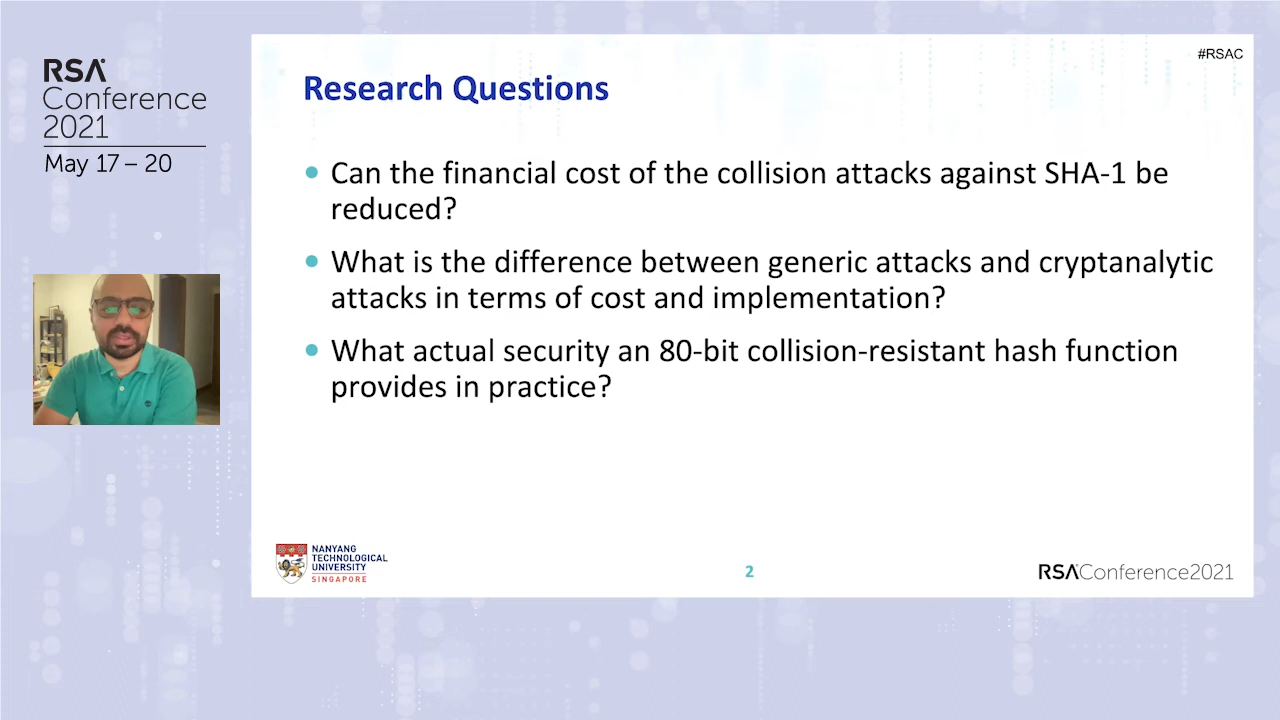 RSA
Conference
2021
May 17 – 20
#RSAC
Research Questions
• Can the financial cost of the collision attacks against SHA-1 be
reduced?
• What is the difference between generic attacks and cryptanalytic
attacks in terms of cost and implementation?
• What actual security an 80-bit collision-resistant hash function
provides in practice?
NANYANG
TECHNOLOGICAL
UNIVERSITY
SINGAPORE
2
RSAConference2021